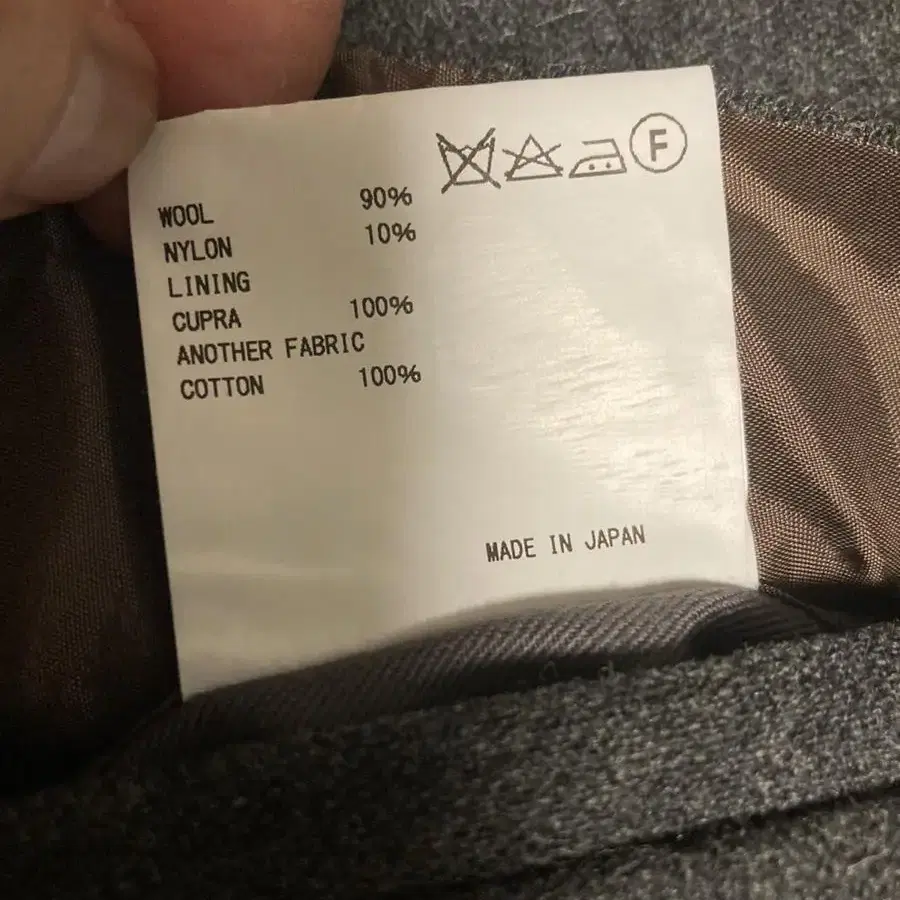 F
WOOL 90%
NYLON 10%
LINING
CUPRA 100%
ANOTHER FABRIC
COTTON 100%
MADE IN JAPAN